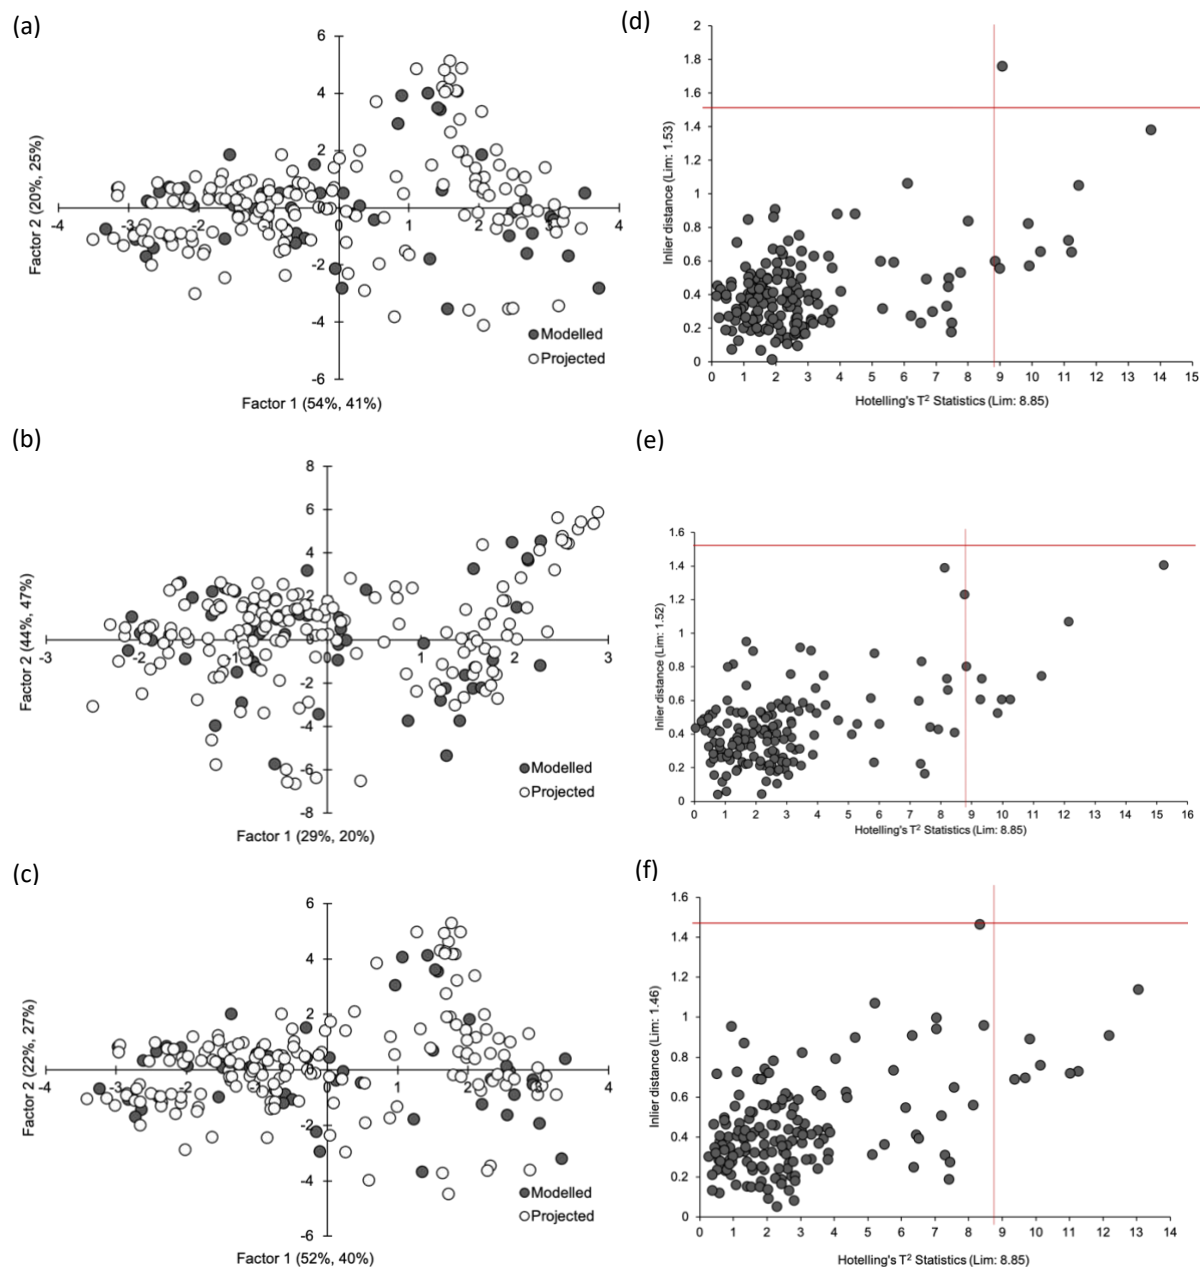 (a)
6
4
2
0
-2
-4
-6
-4
-3
-2
-1
1
2
3
4
Factor 2 (20%, 25%)
Modelled
Projected
Factor 1 (54%, 41%)
(d)
2
1.8
1.6
1.4
1.2
1
0.8
0.6
0.4
0.2
0
Inlier distance (Lim: 1.53)
0 1 2 3 4 5 6 7 8 9 10 11 12 13 14 15
Hotelling's T² Statistics (Lim: 8.85)
(b)
8
6
4
2
0
-2
-4
-6
-8
-3
-2
-1
1
2
3
Factor 2 (44%, 47%)
Modelled
Projected
Factor 1 (29%, 20%)
(e)
1.6
1.4
1.2
1
0.8
0.6
0.4
0.2
0
Inlier distance (Lim: 1.52)
0 1 2 3 4 5 6 7 8 9 10 11 12 13 14 15 16
Hotelling's T² Statistics (Lim: 8.85)
(c)
6
4
2
0
-2
-4
-6
-4
-3
-2
-1
1
2
3
4
Factor 2 (22%, 27%)
Modelled
Projected
Factor 1 (52%, 40%)
(f)
1.6
1.4
1.2
1
0.8
0.6
0.4
0.2
0
Inlier distance (Lim: 1.46)
0 1 2 3 4 5 6 7 8 9 10 11 12 13 14
Hotelling's T² Statistics (Lim: 8.85)